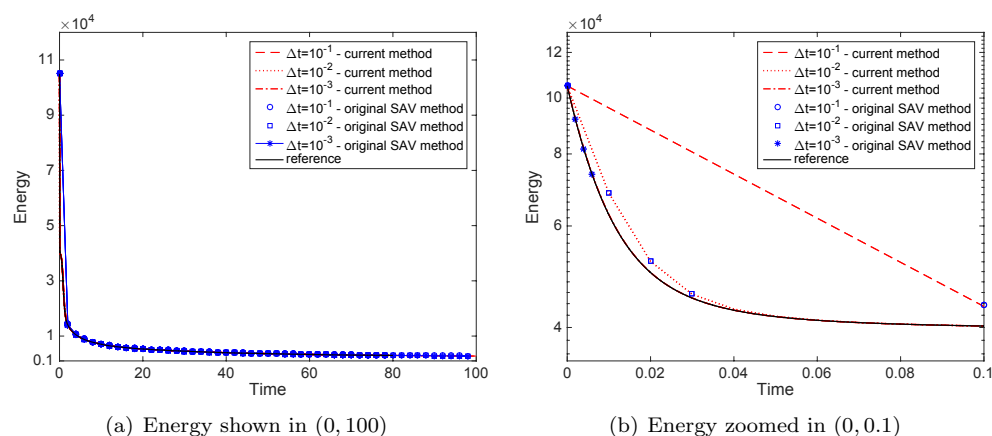 ×10⁴
11
9
7
5
3
1
0.1
Energy
0 20 40 60 80 100
Time
Δt=10⁻¹ - current method
Δt=10⁻² - current method
Δt=10⁻³ - current method
Δt=10⁻¹ - original SAV method
Δt=10⁻² - original SAV method
Δt=10⁻³ - original SAV method
reference
(a) Energy shown in (0, 100)
×10⁴
12
10
8
6
4
Energy
0 0.02 0.04 0.06 0.08 0.1
Time
Δt=10⁻¹ - current method
Δt=10⁻² - current method
Δt=10⁻³ - current method
Δt=10⁻¹ - original SAV method
Δt=10⁻² - original SAV method
Δt=10⁻³ - original SAV method
reference
(b) Energy zoomed in (0, 0.1)